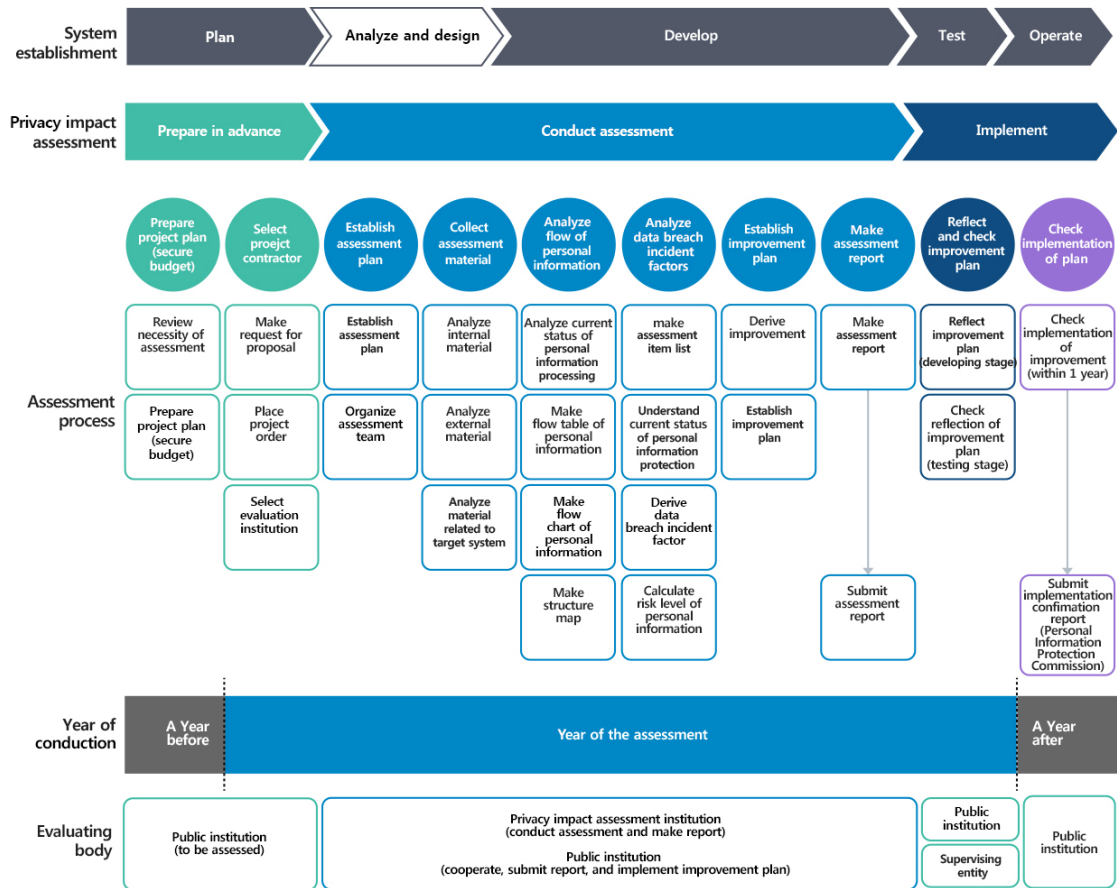 System
establishment
Plan
Analyze and design
Develop
Test
Operate
Privacy impact
assessment
Prepare in advance
Conduct assessment
Implement
Prepare
project plan
(secure
budget)
Select
proejct
contractor
Establish
assessment
plan
Collect
assessment
material
Analyze
flow of
personal
information
Analyze
data breach
incident
factors
Establish
improvement
plan
Make
assessment
report
Reflect
and check
improvement
plan
Check
implementation
of plan
Assessment
process
Review
necessity of
assessment
Make
request for
proposal
Establish
assessment
plan
Analyze
internal
material
Analyze current
status of
personal
information
processing
make
assessment
item list
Derive
improvement
Make
assessment
report
Reflect
improvement
plan
(developing stage)
Check
implementation
of
improvement
(within 1 year)
Prepare
project plan
(secure
budget)
Place
project
order
Organize
assessment
team
Analyze
external
material
Make
flow table of
personal
information
Understand
current status
of personal
information
protection
Establish
improvement
plan
Check
reflection of
improvement
plan
(testing stage)
Select
evaluation
institution
Analyze
material
related to
target system
Make
flow
chart of
personal
information
Derive
data
breach incident
factor
Make
structure
map
Calculate
risk level of
personal
information
Submit
assessment
report
Submit
implementation
confimation
report
(Personal
Information
Protection
Commission)
Year of
conduction
A Year
before
Year of the assessment
A Year
after
Evaluating
body
Public institution
(to be assessed)
Privacy impact assessment institution
(conduct assessment and make report)
Public institution
(cooperate, submit report, and implement improvement plan)
Public
institution
Supervising
entity
Public
institution